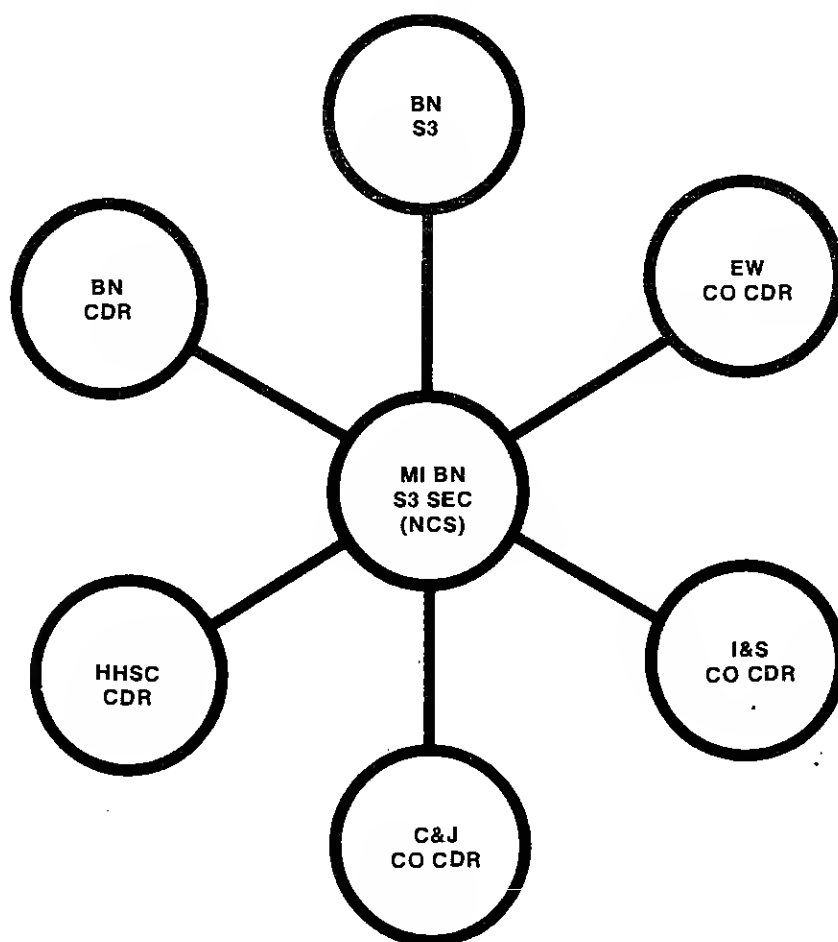 BN
S3
BN
CDR
EW
CO CDR
MI BN
S3 SEC
(NCS)
HHSC
CDR
I&S
CO CDR
C&J
CO CDR